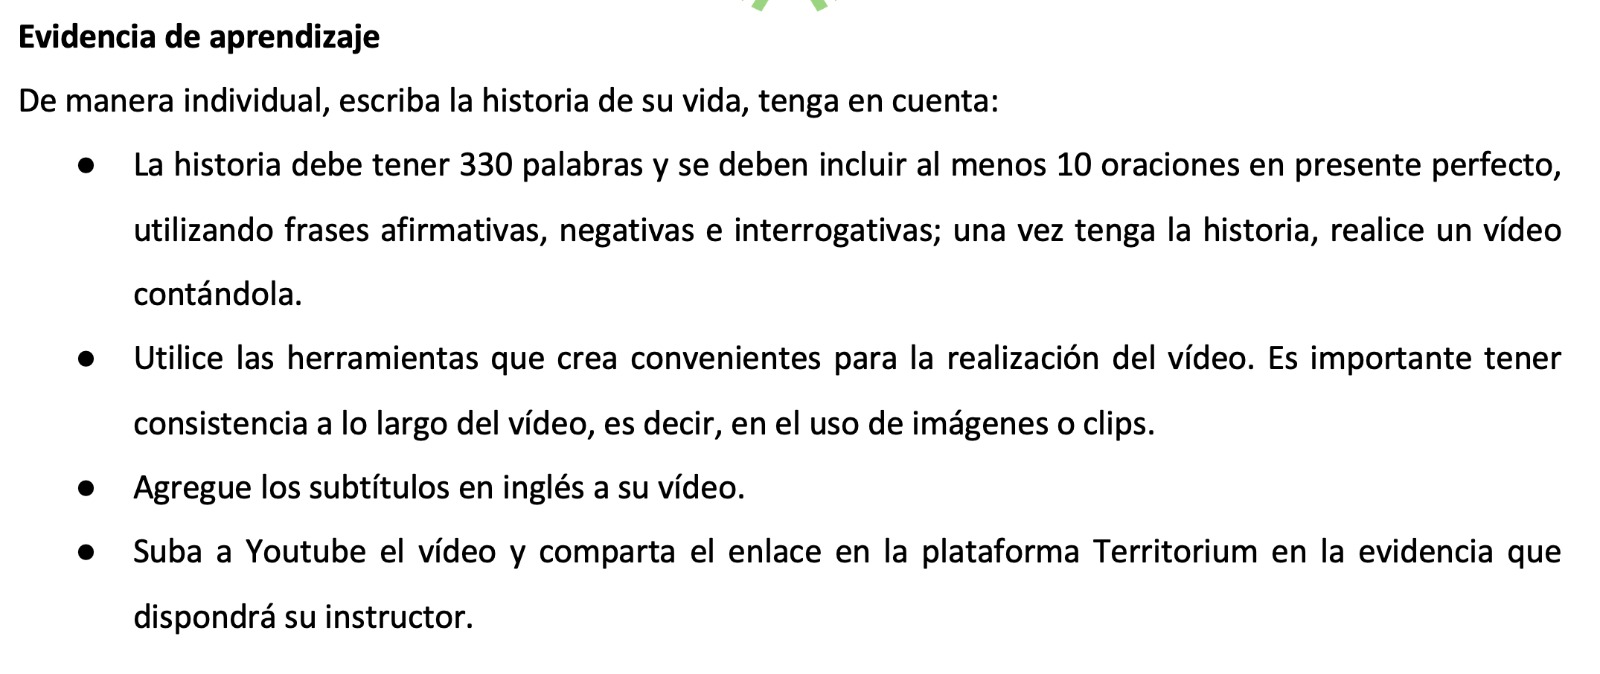 Evidencia de aprendizaje
De manera individual, escriba la historia de su vida, tenga en cuenta:
● La historia debe tener 330 palabras y se deben incluir al menos 10 oraciones en presente perfecto,
utilizando frases afirmativas, negativas e interrogativas; una vez tenga la historia, realice un vídeo
contándola.
● Utilice las herramientas que crea convenientes para la realización del vídeo. Es importante tener
consistencia a lo largo del vídeo, es decir, en el uso de imágenes o clips.
● Agregue los subtítulos en inglés a su vídeo.
● Suba a Youtube el vídeo y comparta el enlace en la plataforma Territorium en la evidencia que
dispondrá su instructor.